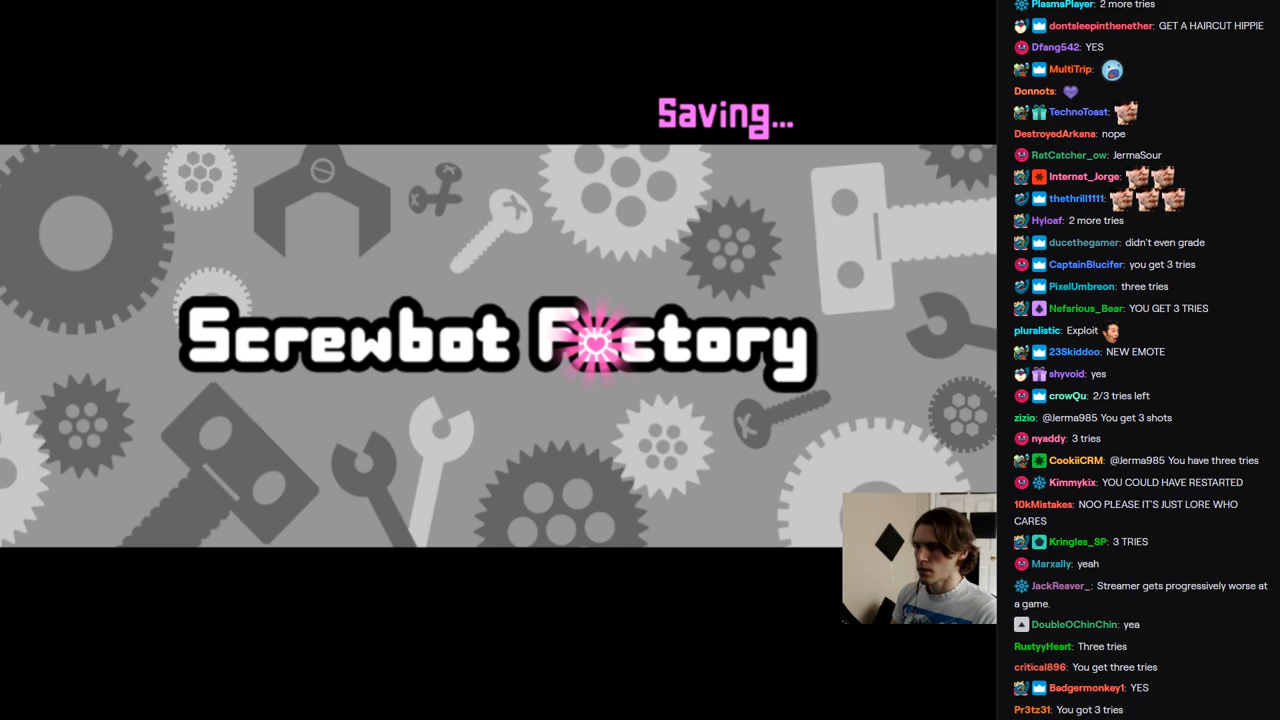 Saving...
Screwbot Factory
PlasmaPlayer: 2 more tries
dontsleepinthenether: GET A HAIRCUT HIPPIE
Dfang542: YES
MultiTrip:
Donnots:
TechnoToast:
DestroyedArkana: nope
RatCatcher_ow: JermaSour
Internet_Jorge:
thethrill1111:
Hyloaf: 2 more tries
ducethegamer: didn't even grade
CaptainBlucifer: you get 3 tries
PixelUmbreon: three tries
Nefarious_Bear: YOU GET 3 TRIES
pluralistic: Exploit
23Skiddoo: NEW EMOTE
shyvoid: yes
crowQu: 2/3 tries left
zizio: @Jerma985 You get 3 shots
nyaddy: 3 tries
CookiiCRM: @Jerma985 You have three tries
Kimmykix: YOU COULD HAVE RESTARTED
10kMistakes: NOO PLEASE IT'S JUST LORE WHO
CARES
Kringles_SP: 3 TRIES
Marxally: yeah
JackReaver_: Streamer gets progressively worse at
a game.
DoubleOChinChin: yea
RustyyHeart: Three tries
critical896: You get three tries
Badgermonkey1: YES
Pr3tz31: You got 3 tries